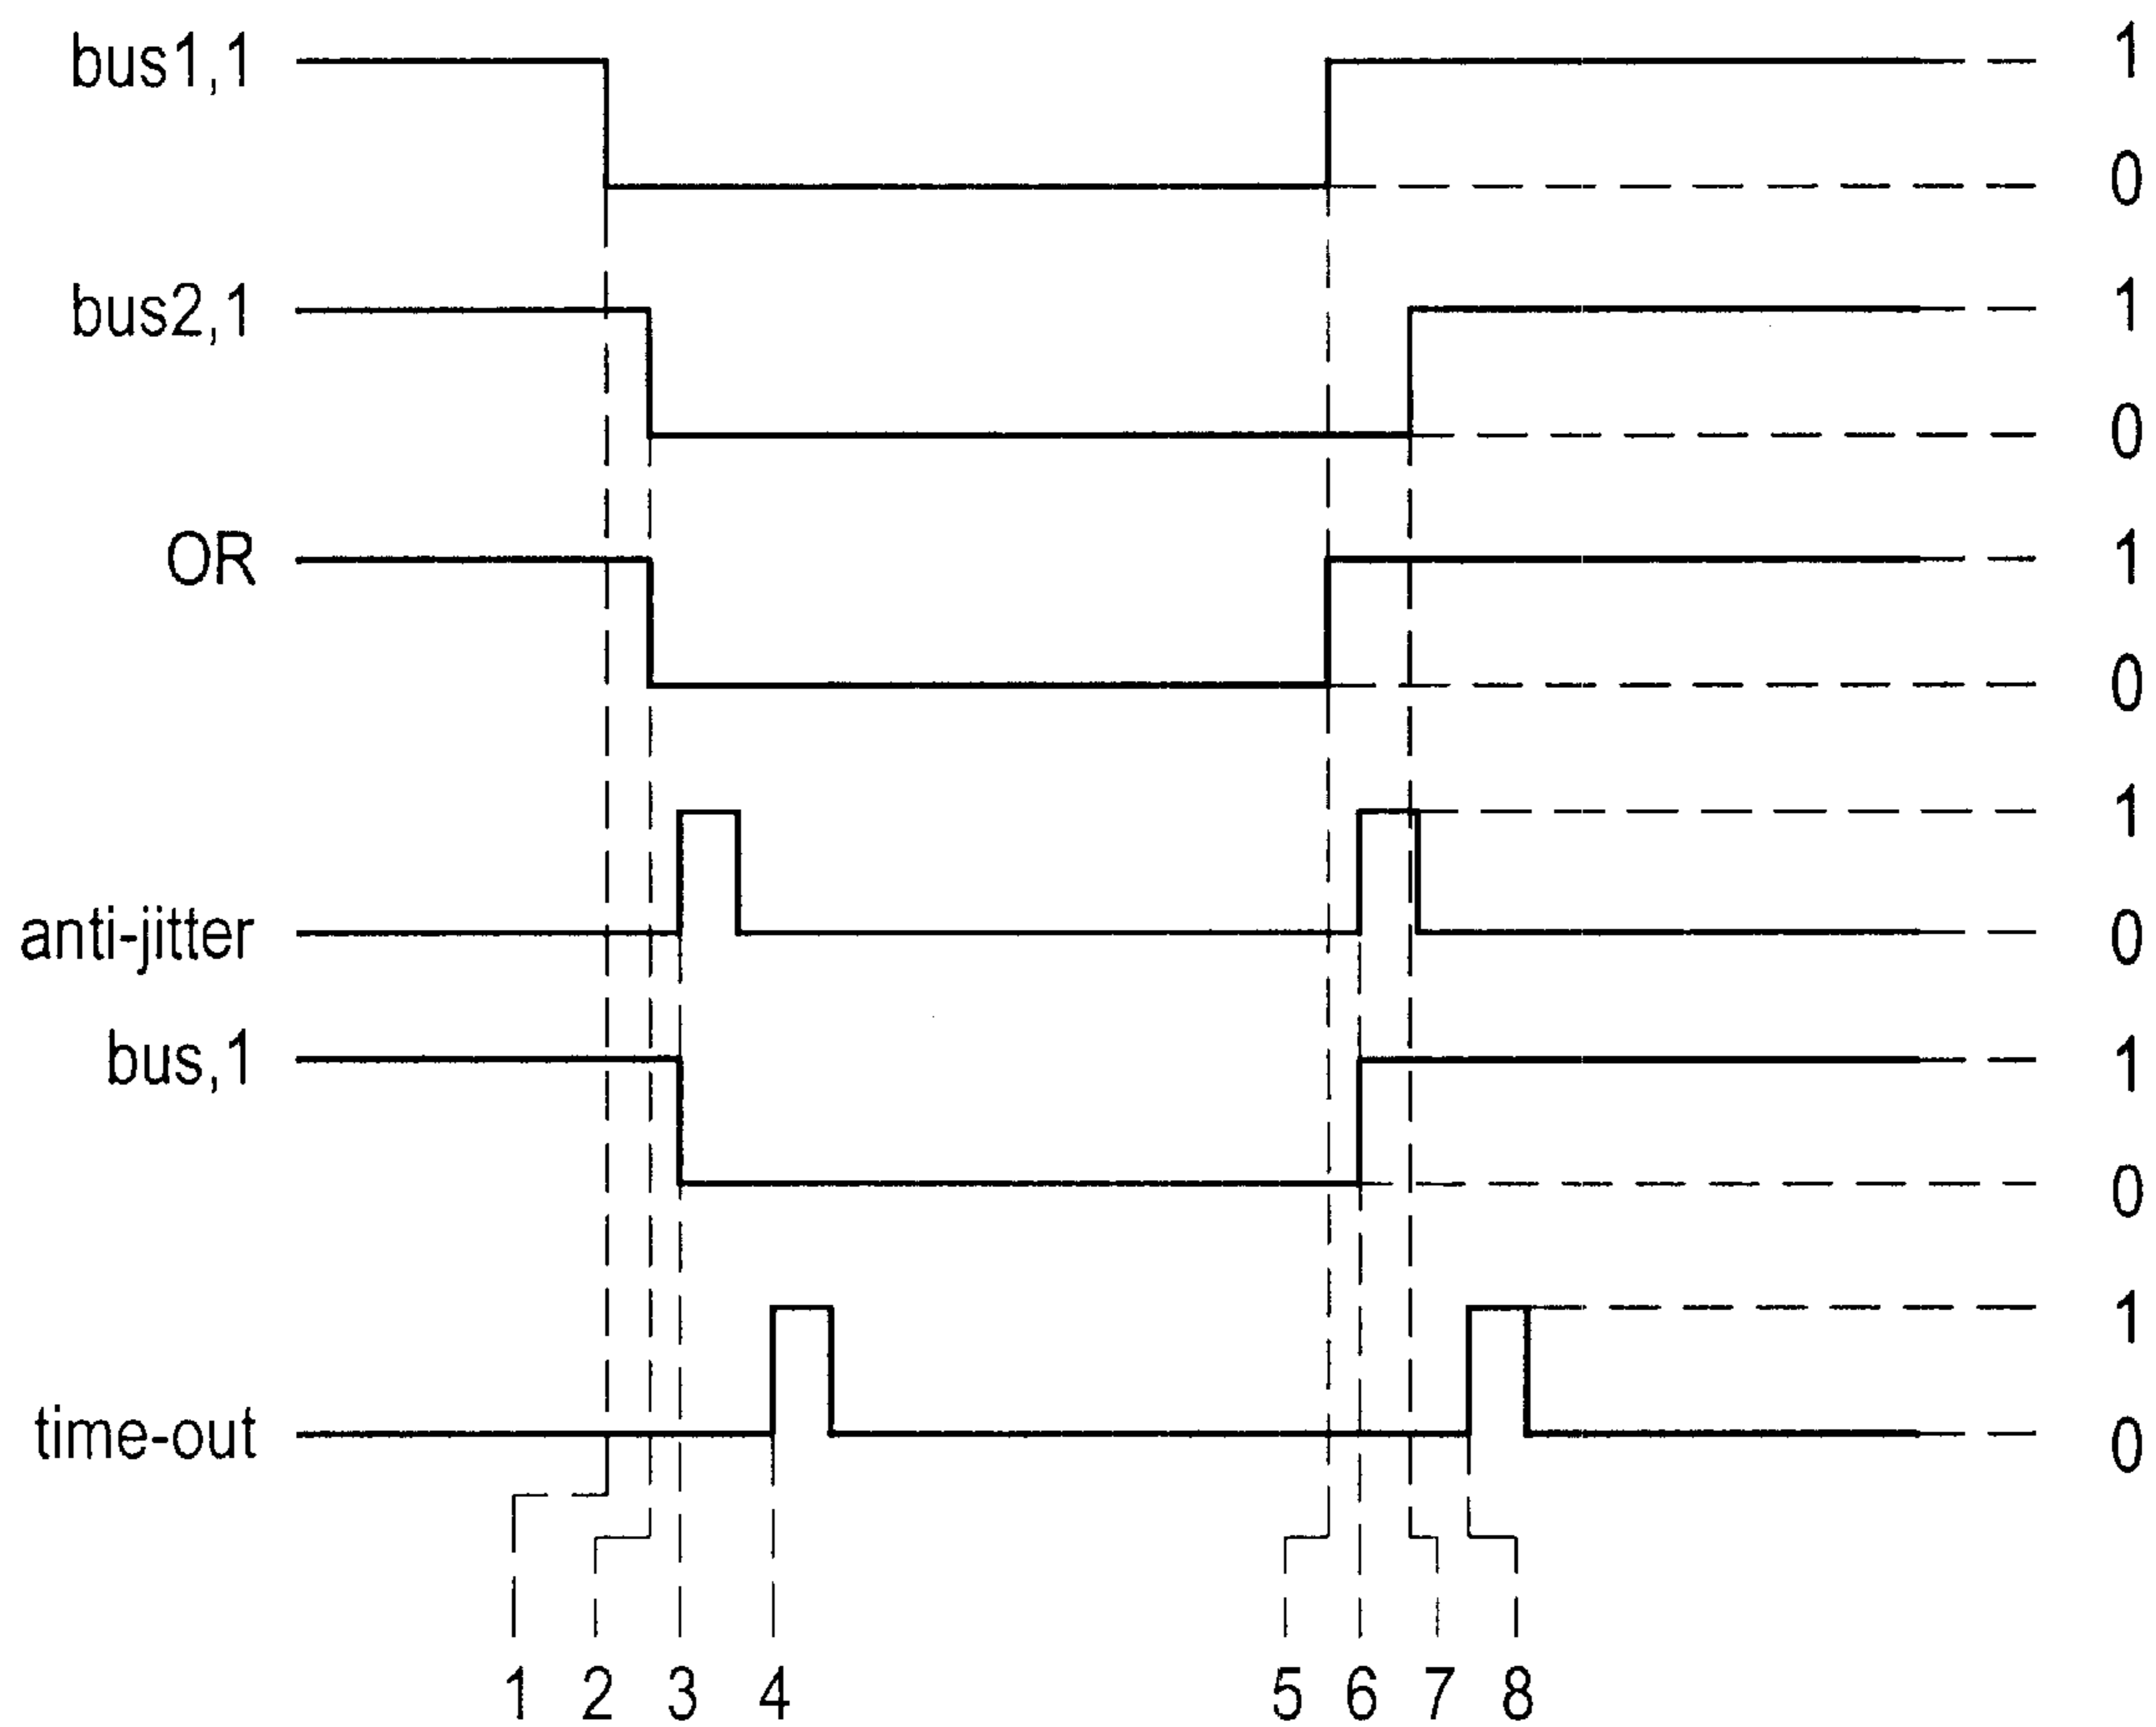 bus1,1 1
0
bus2,1 1
0
OR 1
0
1
anti-jitter 0
bus,1 1
0
1
time-out 0
1 2 3 4 5 6 7 8